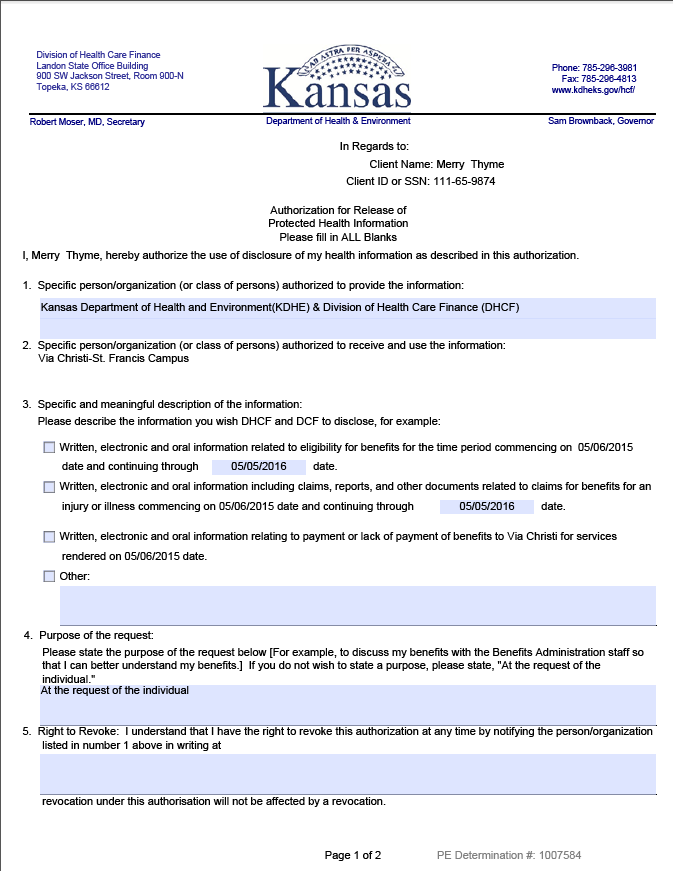 Division of Health Care Finance
Landon State Office Building
900 SW Jackson Street, Room 900-N
Topeka, KS 66612
AD ASTRA PER ASPERA
Kansas
Phone: 785-296-3981
Fax: 785-296-4813
www.kdheks.gov/hcf/
Robert Moser, MD, Secretary
Department of Health & Environment
Sam Brownback, Governor
In Regards to:
Client Name: Merry Thyme
Client ID or SSN: 111-65-9874
Authorization for Release of
Protected Health Information
Please fill in ALL Blanks
I, Merry Thyme, hereby authorize the use of disclosure of my health information as described in this authorization.
1. Specific person/organization (or class of persons) authorized to provide the information:
Kansas Department of Health and Environment(KDHE) & Division of Health Care Finance (DHCF)
2. Specific person/organization (or class of persons) authorized to receive and use the information:
Via Christi-St. Francis Campus
3. Specific and meaningful description of the information:
Please describe the information you wish DHCF and DCF to disclose, for example:
Written, electronic and oral information related to eligibility for benefits for the time period commencing on 05/06/2015
date and continuing through 05/05/2016 date.
Written, electronic and oral information including claims, reports, and other documents related to claims for benefits for an
injury or illness commencing on 05/06/2015 date and continuing through 05/05/2016 date.
Written, electronic and oral information relating to payment or lack of payment of benefits to Via Christi for services
rendered on 05/06/2015 date.
Other:
4. Purpose of the request:
Please state the purpose of the request below [For example, to discuss my benefits with the Benefits Administration staff so
that I can better understand my benefits.] If you do not wish to state a purpose, please state, "At the request of the
individual."
At the request of the individual
5. Right to Revoke: I understand that I have the right to revoke this authorization at any time by notifying the person/organization
listed in number 1 above in writing at
revocation under this authorisation will not be affected by a revocation.
Page 1 of 2
PE Determination #: 1007584